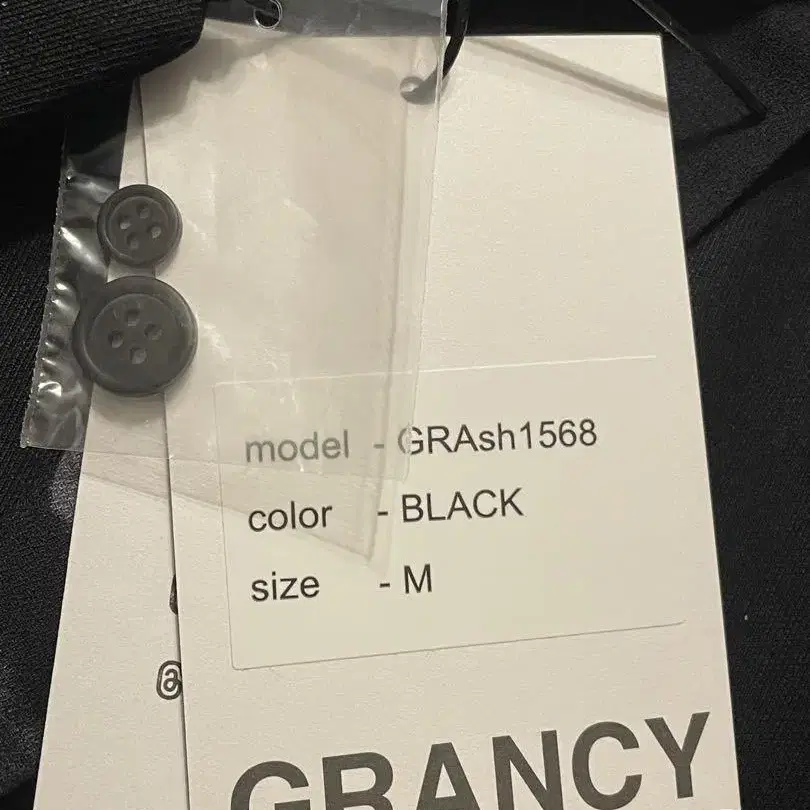 model - GRAsh1568
color - BLACK
size - M
@
GRANCY